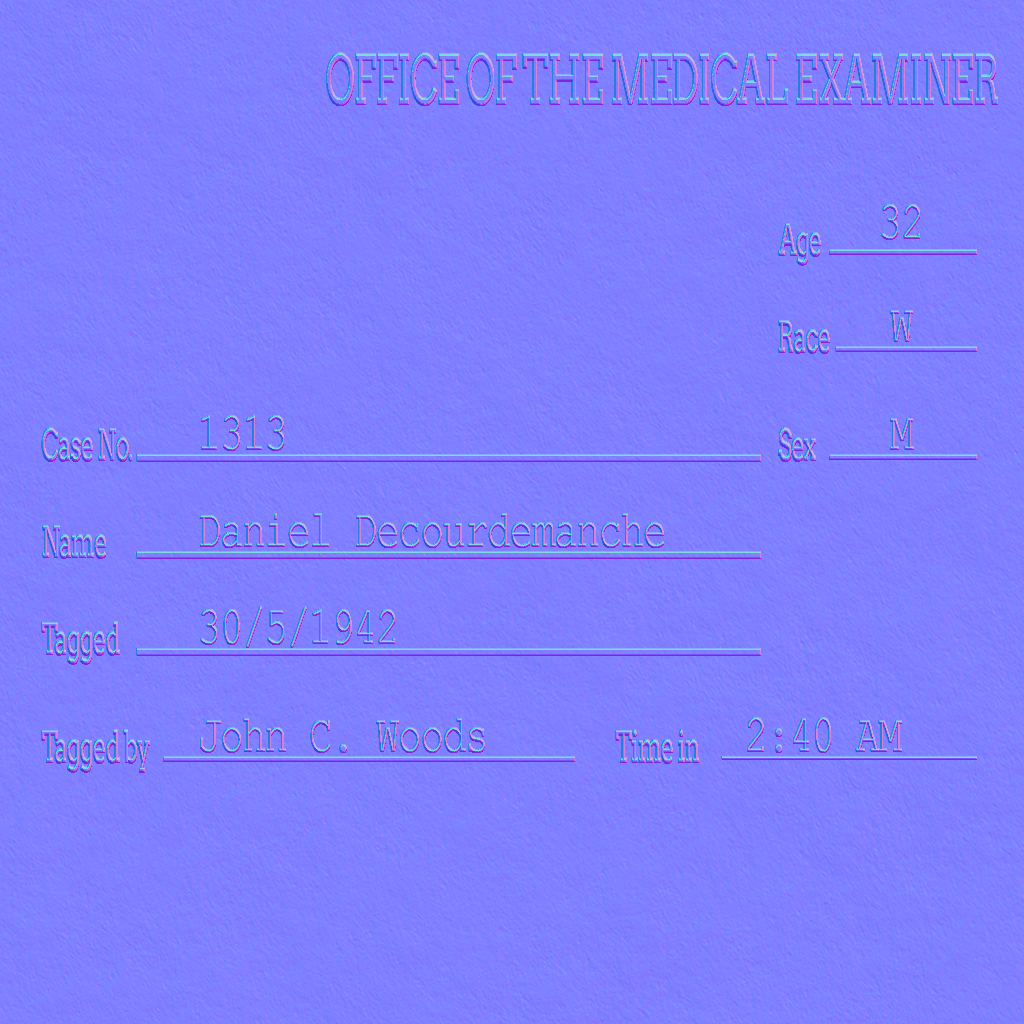 OFFICE OF THE MEDICAL EXAMINER
Age 32
Race W
Case No. 1313 Sex M
Name Daniel Decourdemanche
Tagged 30/5/1942
Tagged by John C. Woods Time in 2:40 AM